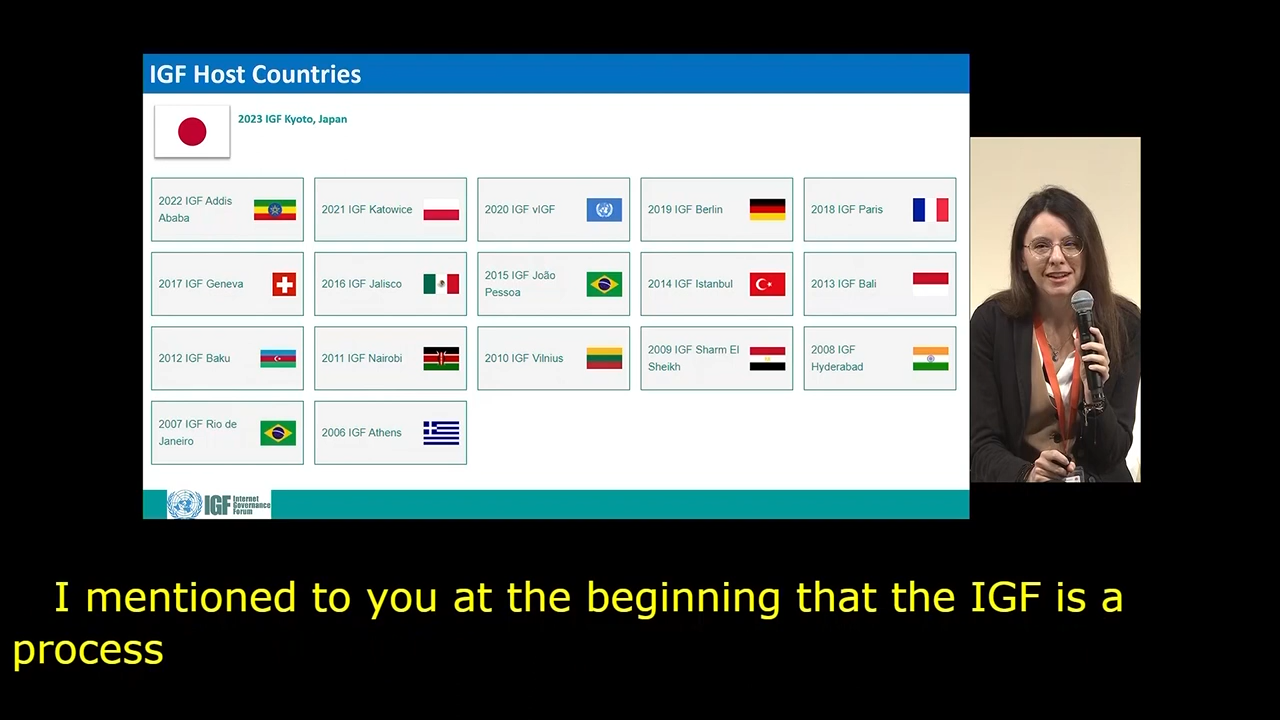 IGF Host Countries
2023 IGF Kyoto, Japan
2022 IGF Addis
Ababa
2021 IGF Katowice
2020 IGF vIGF
2019 IGF Berlin
2018 IGF Paris
2017 IGF Geneva
2016 IGF Jalisco
2015 IGF João
Pessoa
2014 IGF Istanbul
2013 IGF Bali
2012 IGF Baku
2011 IGF Nairobi
2010 IGF Vilnius
2009 IGF Sharm El
Sheikh
2008 IGF
Hyderabad
2007 IGF Rio de
Janeiro
2006 IGF Athens
IGF
Internet
Governance
Forum
I mentioned to you at the beginning that the IGF is a
process